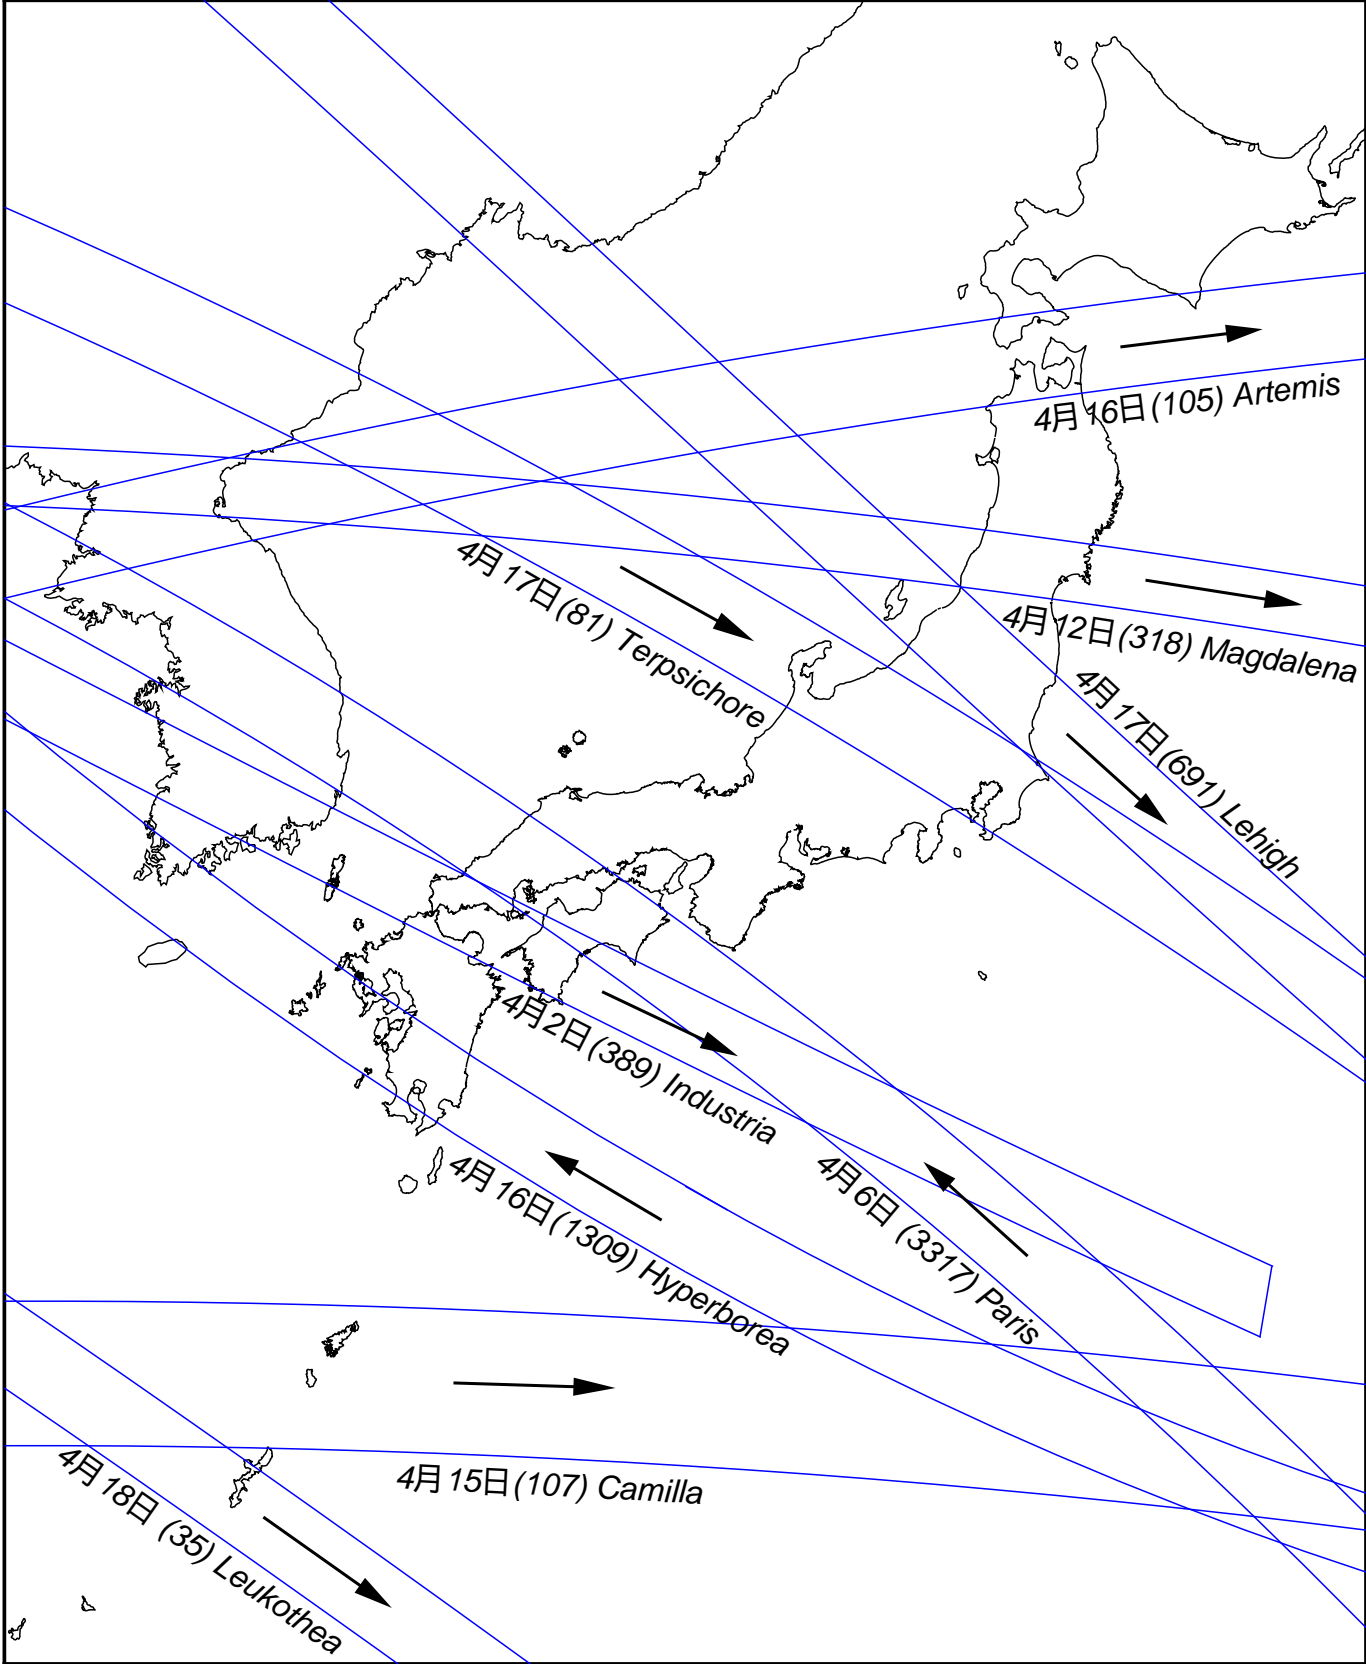 4月16日(105) Artemis
4月17日(81) Terpsichore
4月12日(318) Magdalena
4月17日(691) Lehigh
4月2日(389) Industria
4月6日(3317) Paris
4月16日(1309) Hyperborea
4月15日(107) Camilla
4月18日(35) Leukothea